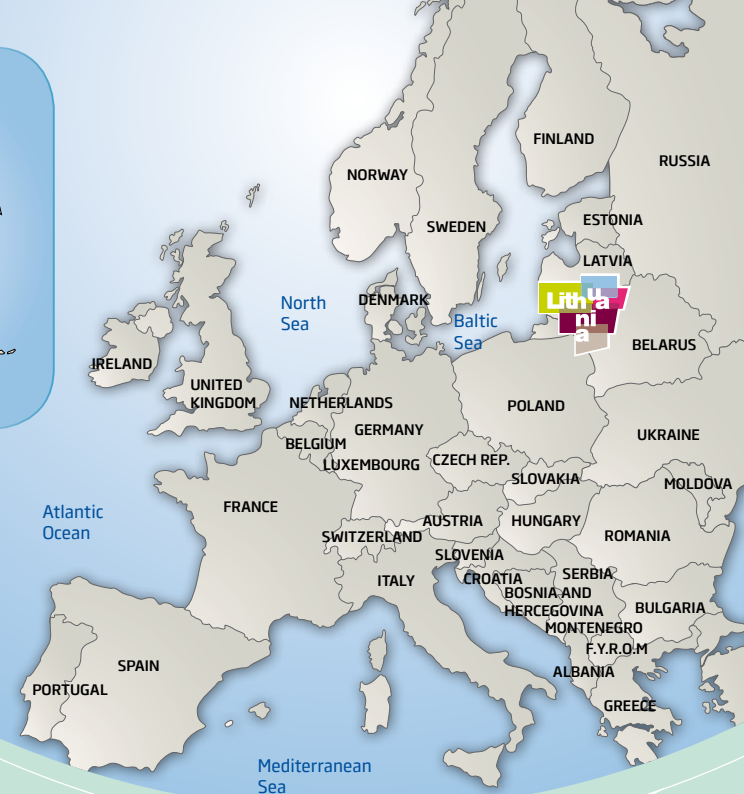 FINLAND
RUSSIA
NORWAY
ESTONIA
SWEDEN
LATVIA
Lithua
ni
a
North
Sea
DENMARK
Baltic
Sea
BELARUS
IRELAND
UNITED
KINGDOM
NETHERLANDS
POLAND
GERMANY
UKRAINE
BELGIUM
LUXEMBOURG
CZECH REP.
SLOVAKIA
MOLDOVA
FRANCE
Atlantic
Ocean
AUSTRIA
HUNGARY
SWITZERLAND
ROMANIA
SLOVENIA
ITALY
CROATIA
SERBIA
BOSNIA AND
HERCEGOVINA
BULGARIA
MONTENEGRO
F.Y.R.O.M
SPAIN
ALBANIA
PORTUGAL
GREECE
Mediterranean
Sea